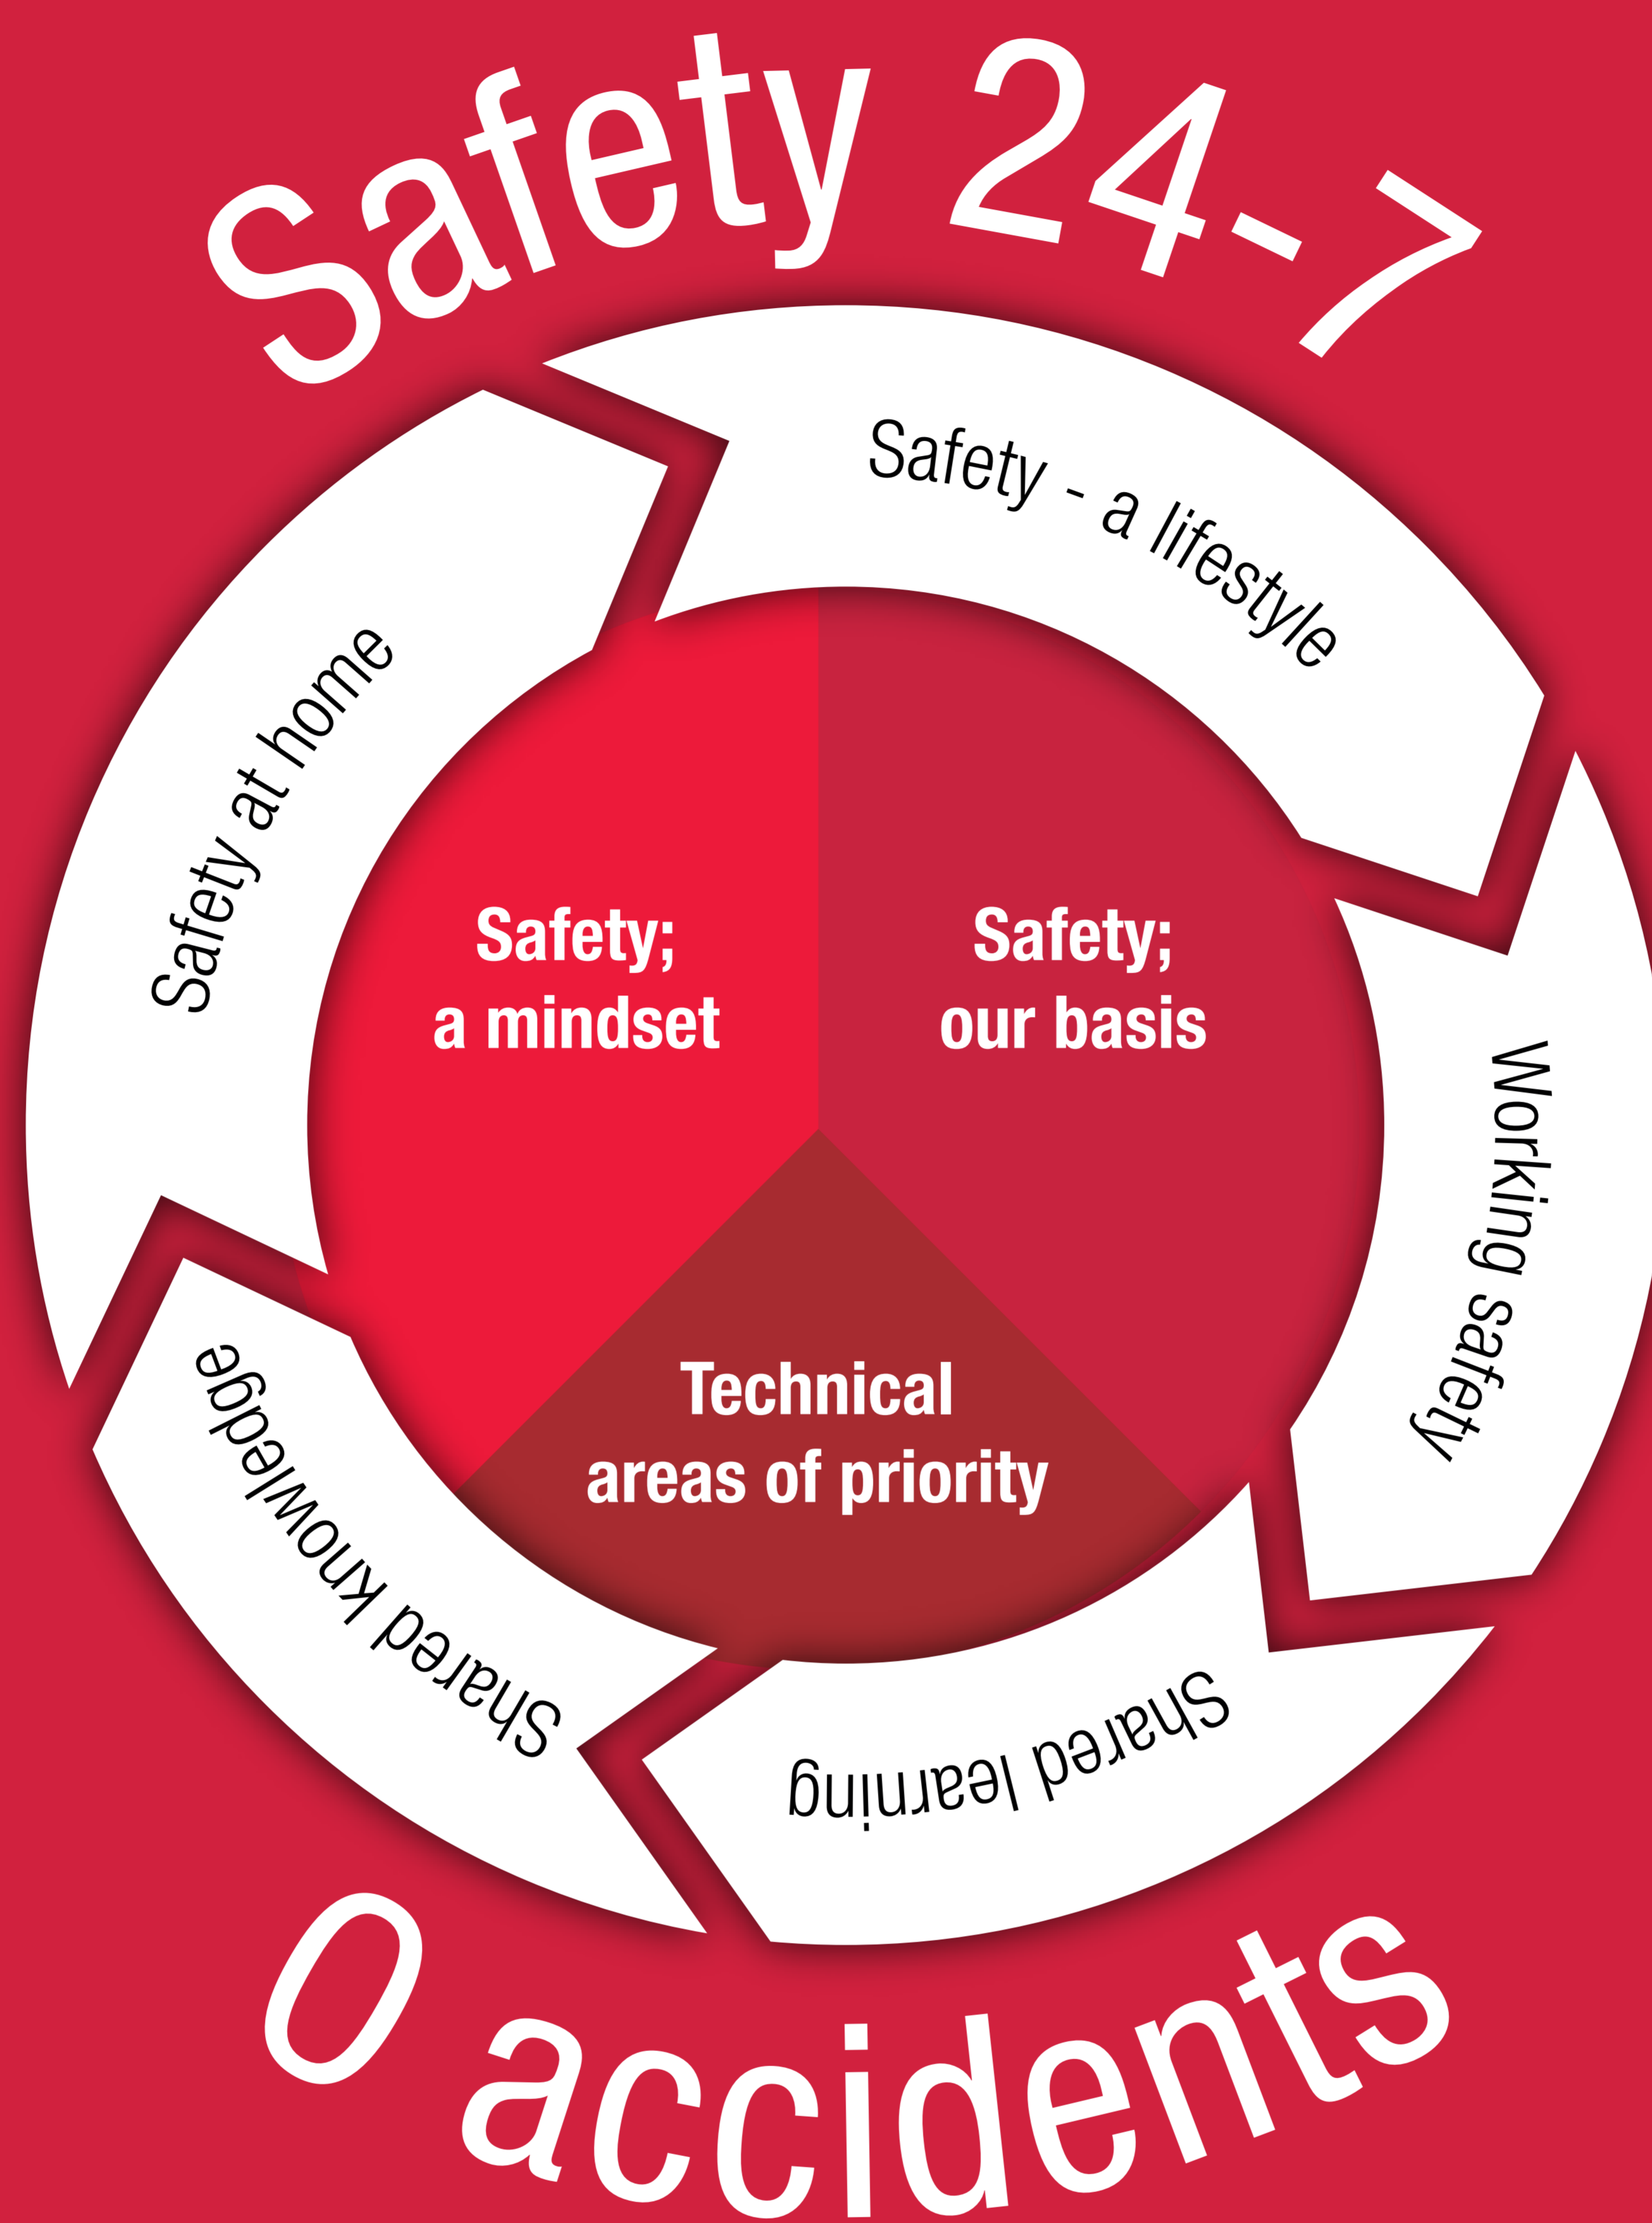 Safety 24-7
Safety - a lifestyle
Working safety
Shared learning
Shared knowledge
Safety at home
Safety;
a mindset
Safety;
our basis
Technical
areas of priority
0 accidents